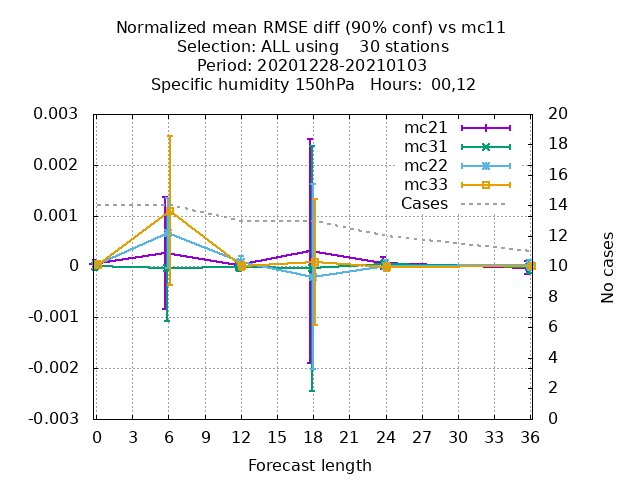 Normalized mean RMSE diff (90% conf) vs mc11
Selection: ALL using    30 stations
Period: 20201228-20210103
Specific humidity 150hPa   Hours:  00,12
mc21
mc31
mc22
mc33
Cases
0.003
0.002
0.001
0
-0.001
-0.002
-0.003
20
18
16
14
12
10
8
6
4
2
0
No cases
0 3 6 9 12 15 18 21 24 27 30 33 36
Forecast length